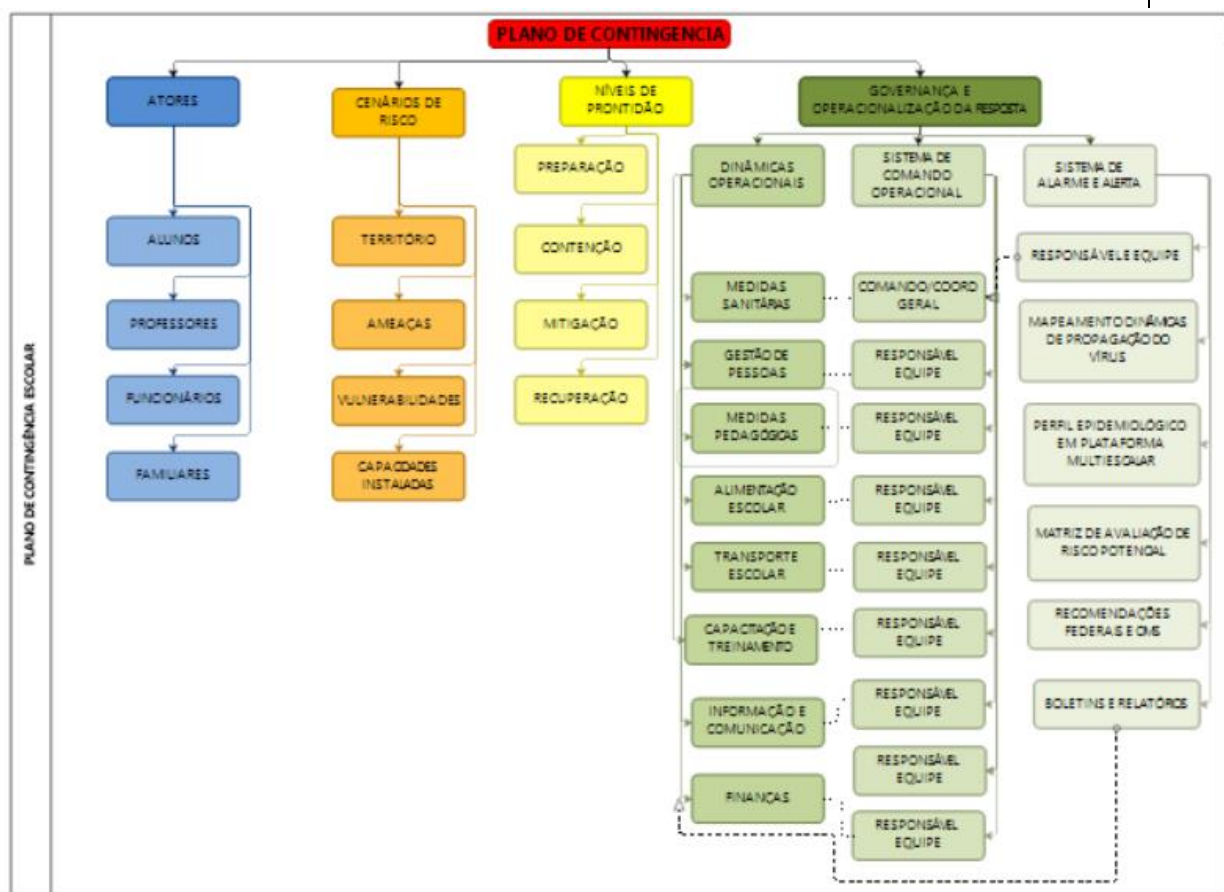 PLANO DE CONTINGENCIA
PLANO DE CONTINGÊNCIA ESCOLAR
ATORES
ALUNOS
PROFESSORES
FUNCIONÁRIOS
FAMILIARES
CENÁRIOS DE
RISCO
TERRITÓRIO
AMEAÇAS
VULNERABILIDADES
CAPACIDADES
INSTALADAS
NÍVEIS DE
PRONTIDÃO
PREPARAÇÃO
CONTENÇÃO
MITIGAÇÃO
RECUPERAÇÃO
GOVERNANÇA E
OPERACIONALIZAÇÃO DA RESPOSTA
DINÂMICAS
OPERACIONAIS
MEDIDAS
SANITÁRIAS
GESTÃO DE
PESSOAS
MEDIDAS
PEDAGÓGICAS
ALIMENTAÇÃO
ESCOLAR
TRANSPORTE
ESCOLAR
CAPACITAÇÃO E
TREINAMENTO
INFORMAÇÃO E
COMUNICAÇÃO
FINANÇAS
SISTEMA DE
COMANDO
OPERACIONAL
COMANDO/COORD
GERAL
RESPONSÁVEL
EQUIPE
RESPONSÁVEL
EQUIPE
RESPONSÁVEL
EQUIPE
RESPONSÁVEL
EQUIPE
RESPONSÁVEL
EQUIPE
RESPONSÁVEL
EQUIPE
RESPONSÁVEL
EQUIPE
RESPONSÁVEL
EQUIPE
SISTEMA DE
ALARME E ALERTA
RESPONSÁVEL E EQUIPE
MAPEAMENTO DINÂMICAS
DE PROPAGAÇÃO DO
VÍRUS
PERFIL EPIDEMIOLÓGICO
EM PLATAFORMA
MULTIESCALAR
MATRIZ DE AVALIAÇÃO DE
RISCO POTENCIAL
RECOMENDAÇÕES
FEDERAIS E OMS
BOLETINS E RELATÓRIOS